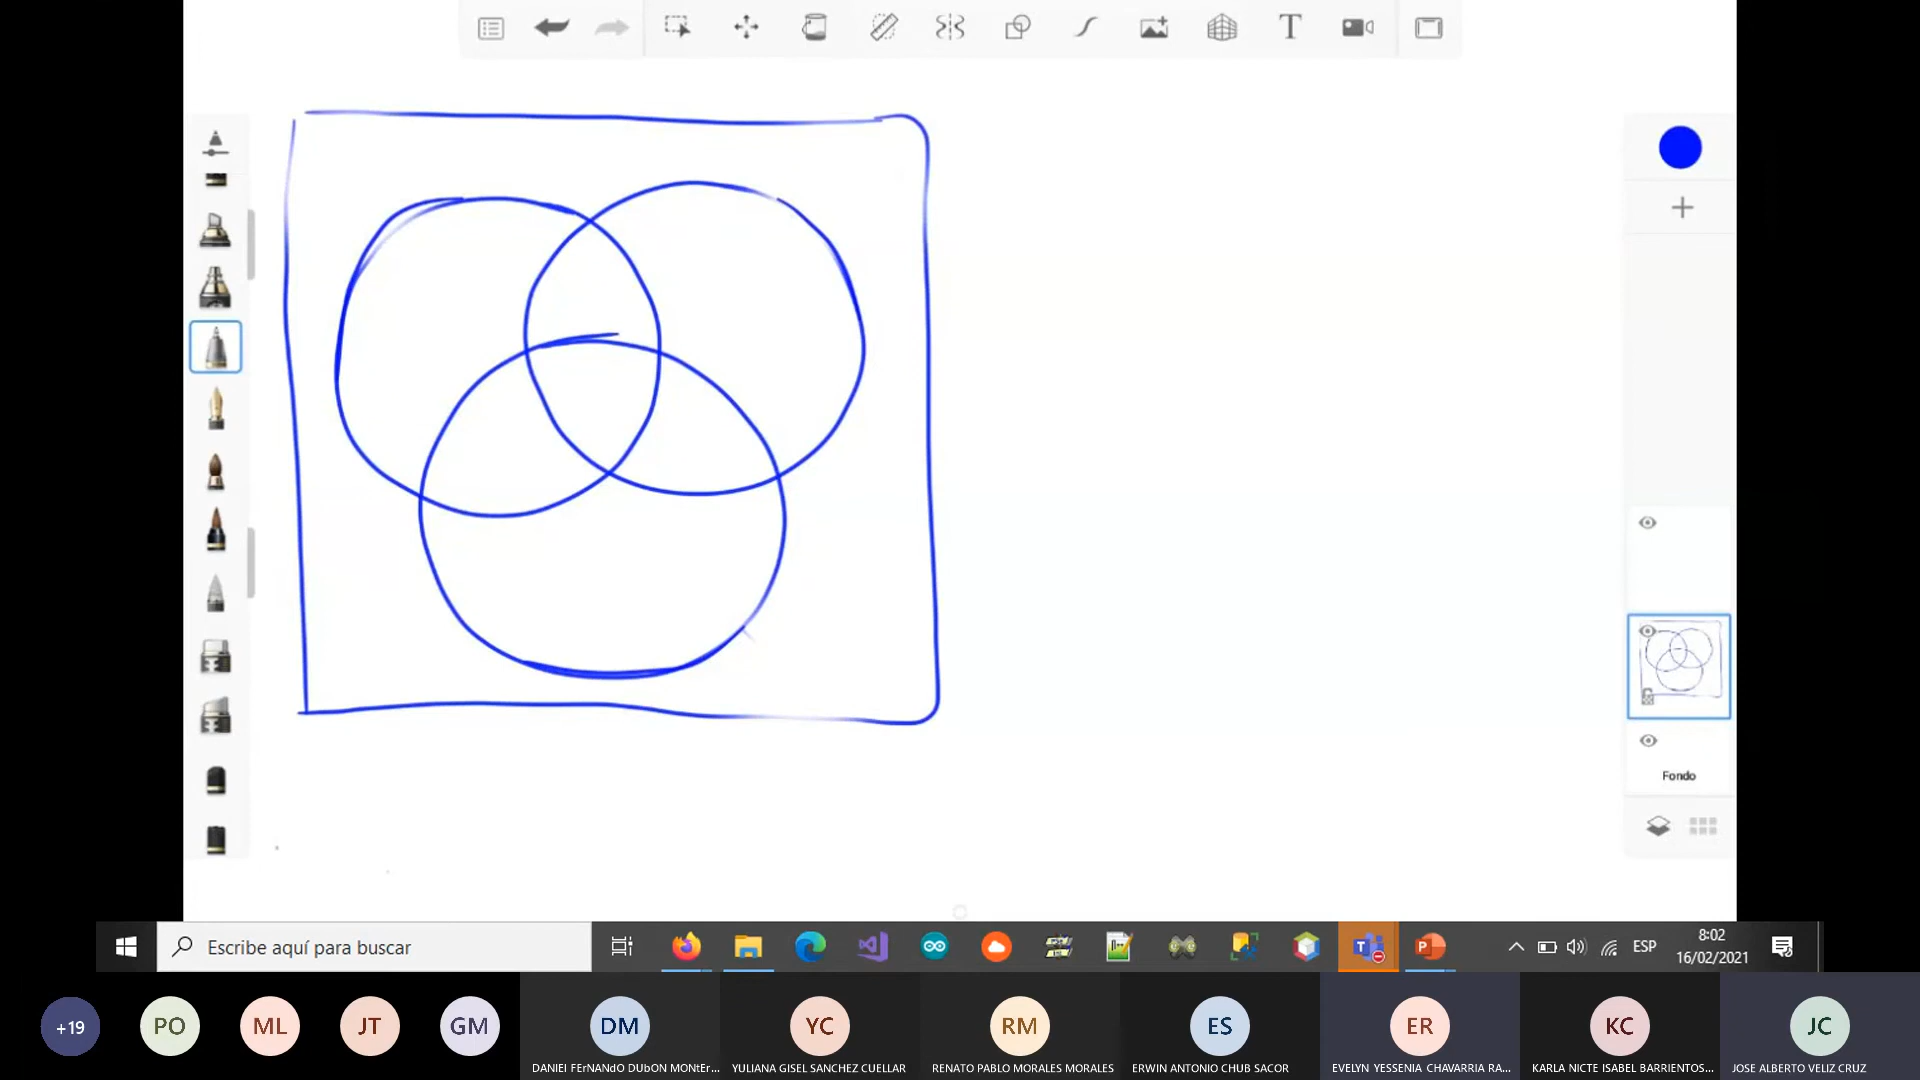 Fondo
Escribe aquí para buscar
ESP
8:02
16/02/2021
+19
PO
ML
JT
GM
DM
YC
RM
ES
ER
KC
JC
DANIEl FErNANdO DUbON MONtEr...
YULIANA GISEL SANCHEZ CUELLAR
RENATO PABLO MORALES MORALES
ERWIN ANTONIO CHUB SACOR
EVELYN YESSENIA CHAVARRIA RA...
KARLA NICTE ISABEL BARRIENTOS...
JOSE ALBERTO VELIZ CRUZ